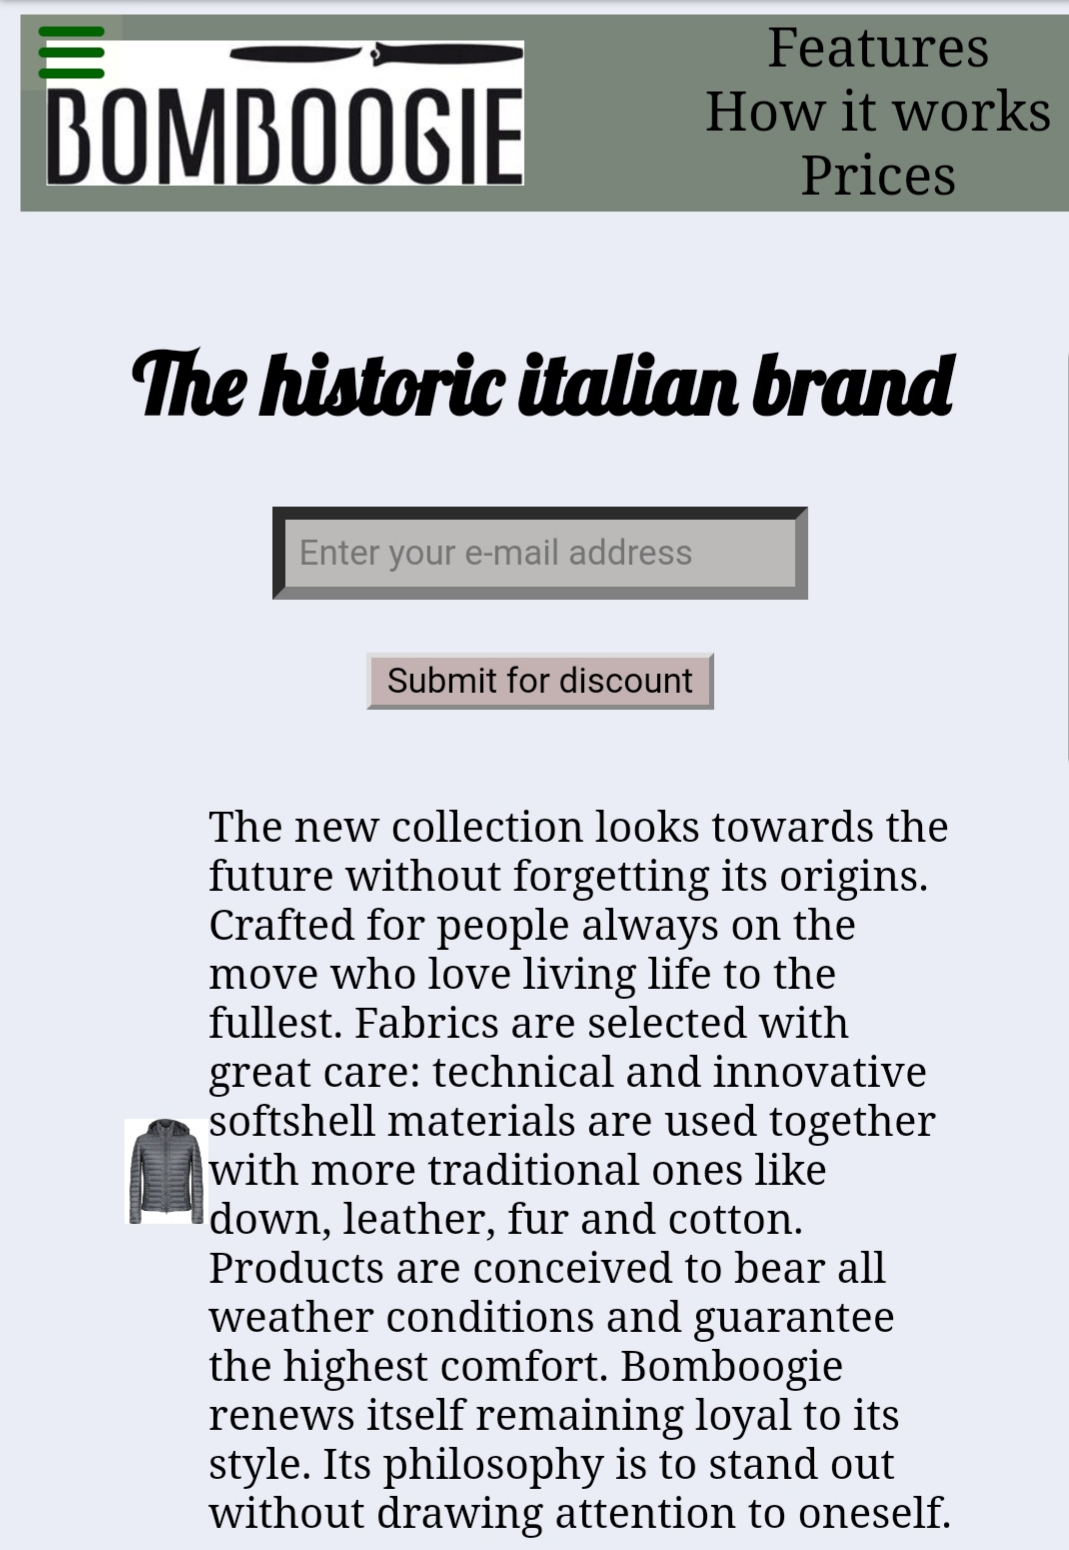 BOMBOOGIE
Features
How it works
Prices
The historic italian brand
Enter your e-mail address
Submit for discount
The new collection looks towards the
future without forgetting its origins.
Crafted for people always on the
move who love living life to the
fullest. Fabrics are selected with
great care: technical and innovative
softshell materials are used together
with more traditional ones like
down, leather, fur and cotton.
Products are conceived to bear all
weather conditions and guarantee
the highest comfort. Bomboogie
renews itself remaining loyal to its
style. Its philosophy is to stand out
without drawing attention to oneself.